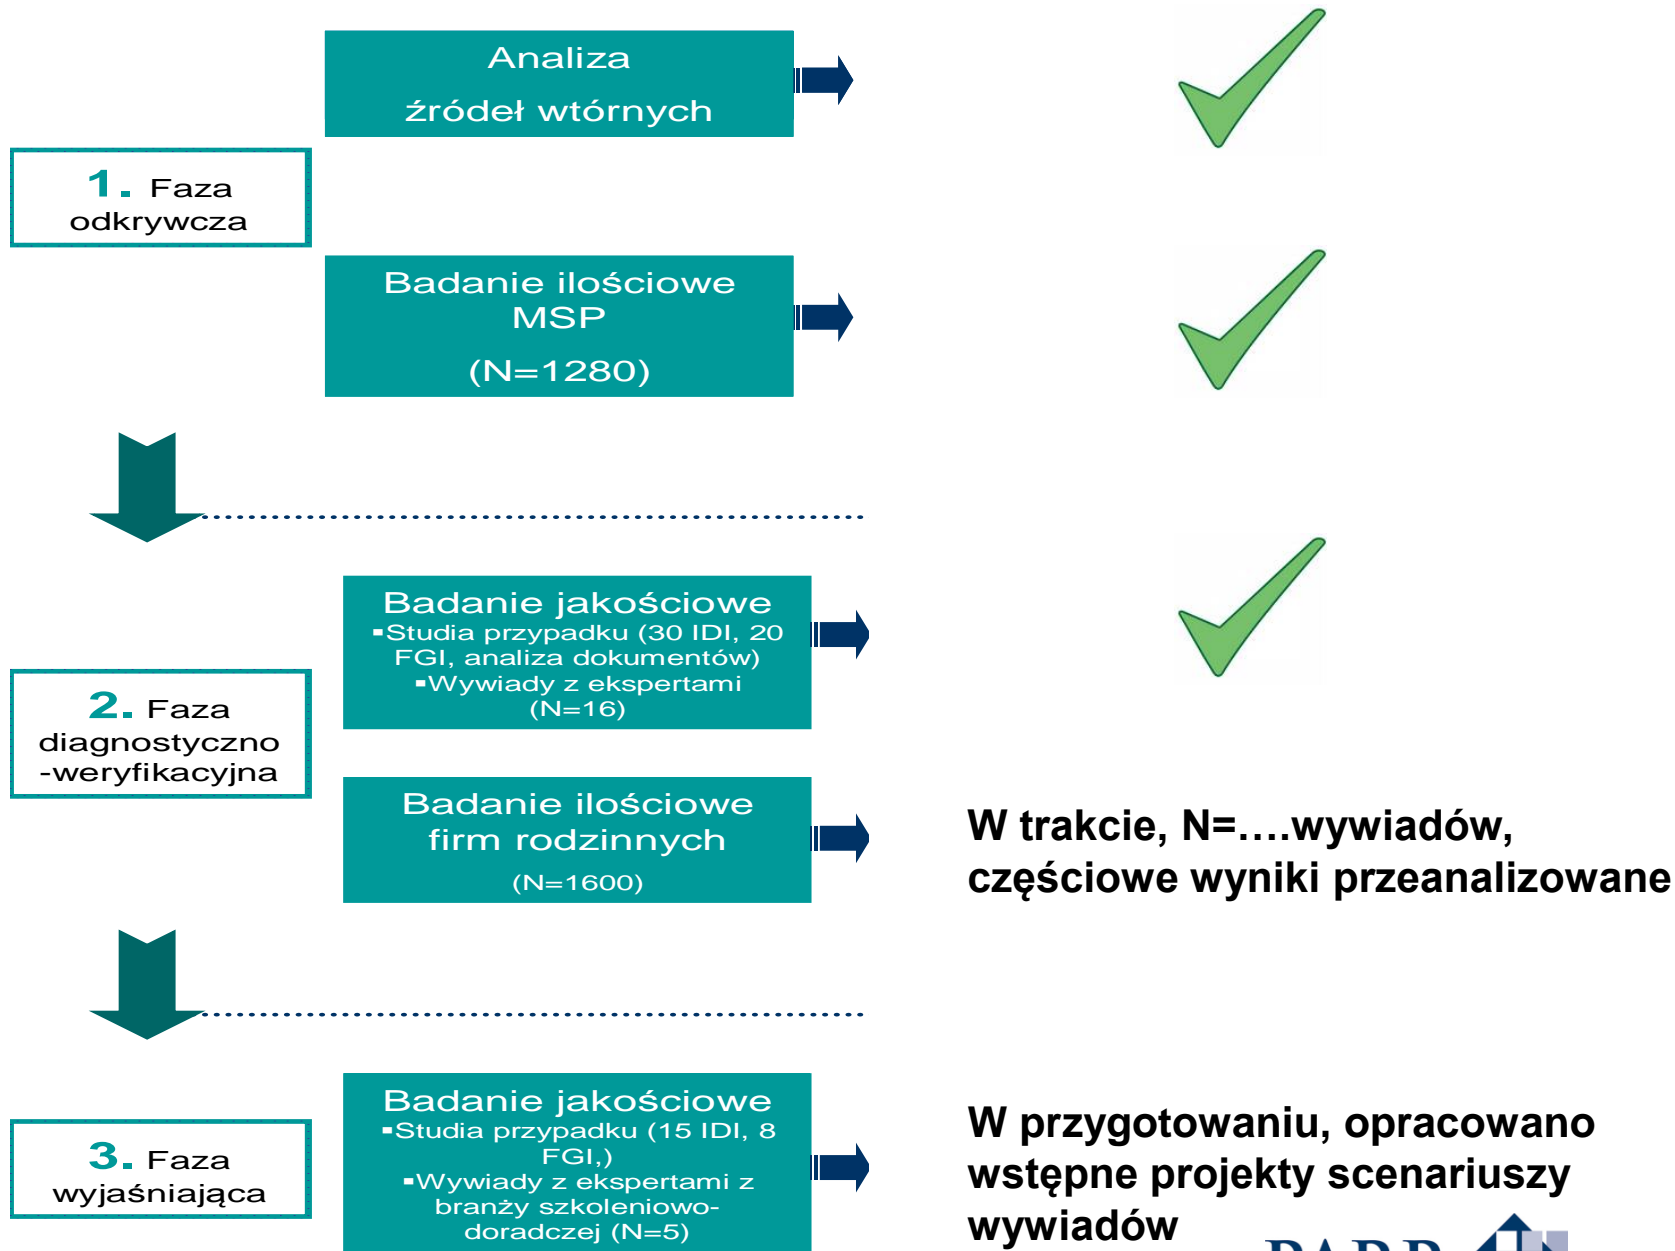 Analiza
źródeł wtórnych
1. Faza
odkrywcza
Badanie ilościowe
MSP
(N=1280)
Badanie jakościowe
▪Studia przypadku (30 IDI, 20
FGI, analiza dokumentów)
▪Wywiady z ekspertami
(N=16)
2. Faza
diagnostyczno
-weryfikacyjna
Badanie ilościowe
firm rodzinnych
(N=1600)
W trakcie, N=….wywiadów,
częściowe wyniki przeanalizowane
Badanie jakościowe
▪Studia przypadku (15 IDI, 8
FGI,)
▪Wywiady z ekspertami z
branży szkoleniowo-
doradczej (N=5)
3. Faza
wyjaśniająca
W przygotowaniu, opracowano
wstępne projekty scenariuszy
wywiadów
PARP